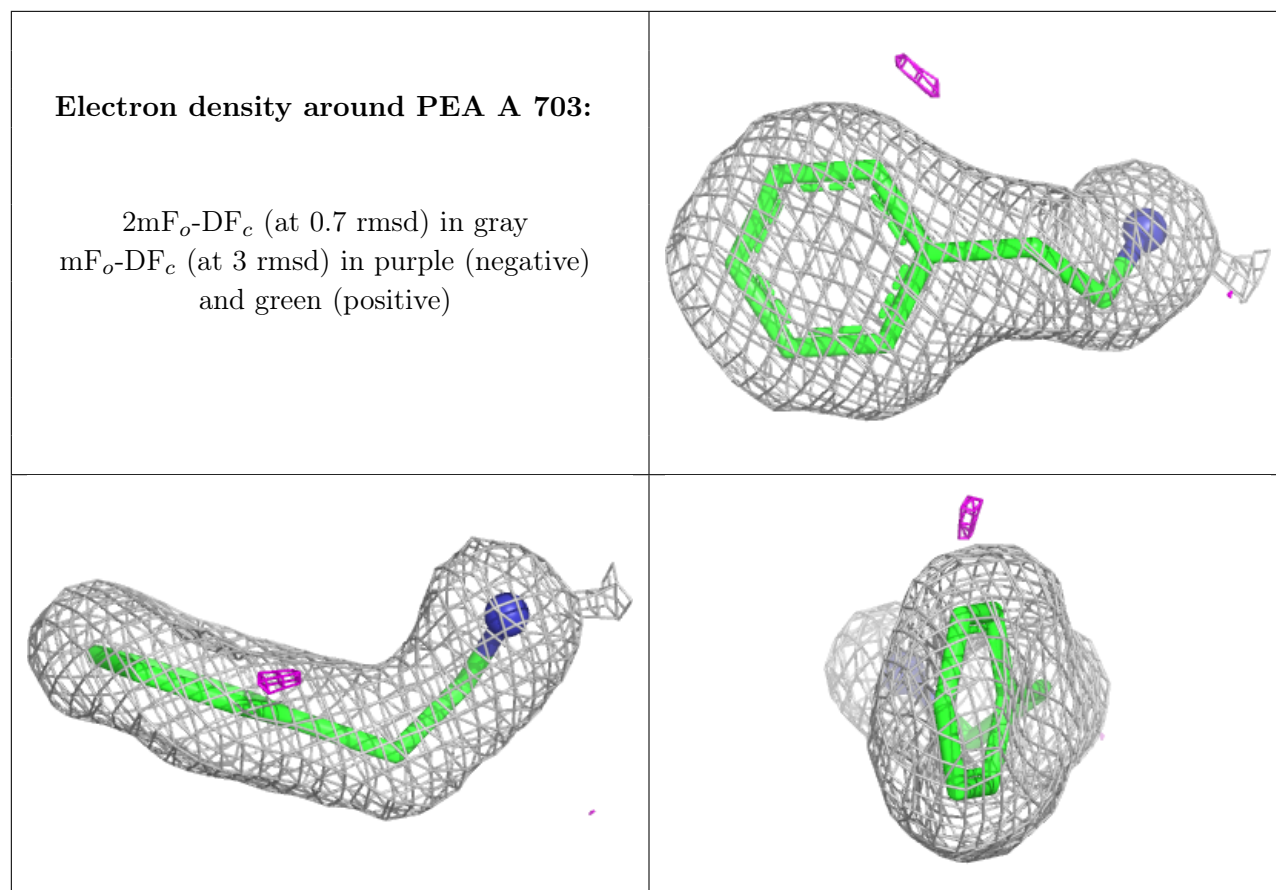 Electron density around PEA A 703:
2mFo-DFc (at 0.7 rmsd) in gray
mFo-DFc (at 3 rmsd) in purple (negative)
and green (positive)